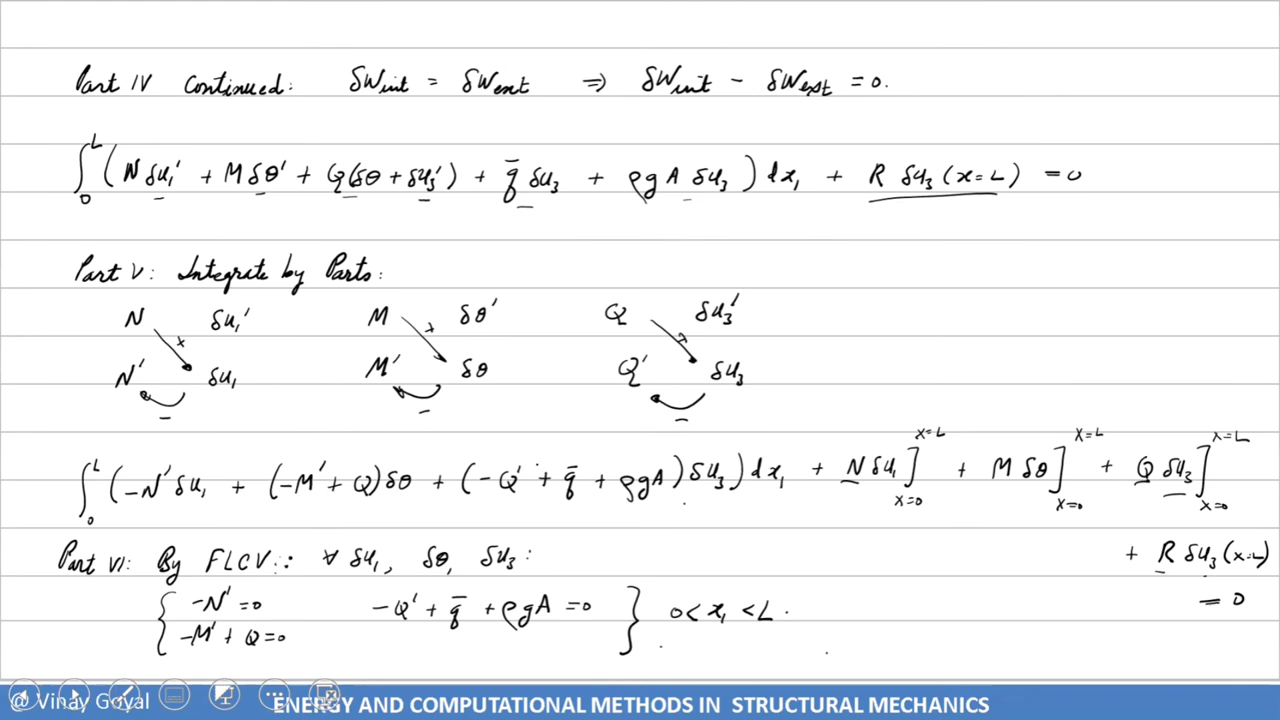 Part IV Continued: δW_int = δW_ext ⇒ δW_int - δW_ext = 0.
∫₀ᴸ (N δu₁' + M δθ' + Q(δθ + δu₃') + q̄ δu₃ + ρgA δu₃) dx₁ + R δu₃(x=L) = 0
Part V: Integrate by Parts:
N δu₁' M δθ' Q δu₃'
+ + +
N' δu₁ M' δθ Q' δu₃
- - -
∫₀ᴸ (-N' δu₁ + (-M' + Q)δθ + (-Q' + q̄ + ρgA) δu₃) dx₁ + N δu₁]_{x=0}^{x=L} + M δθ]_{x=0}^{x=L} + Q δu₃]_{x=0}^{x=L}
+ R δu₃(x=L)
= 0
Part VI: By FLCV: ∀ δu₁, δθ, δu₃:
{ -N' = 0 -Q' + q̄ + ρgA = 0 } 0 < x₁ < L.
-M' + Q = 0
@ Vinay Goyal ENERGY AND COMPUTATIONAL METHODS IN STRUCTURAL MECHANICS